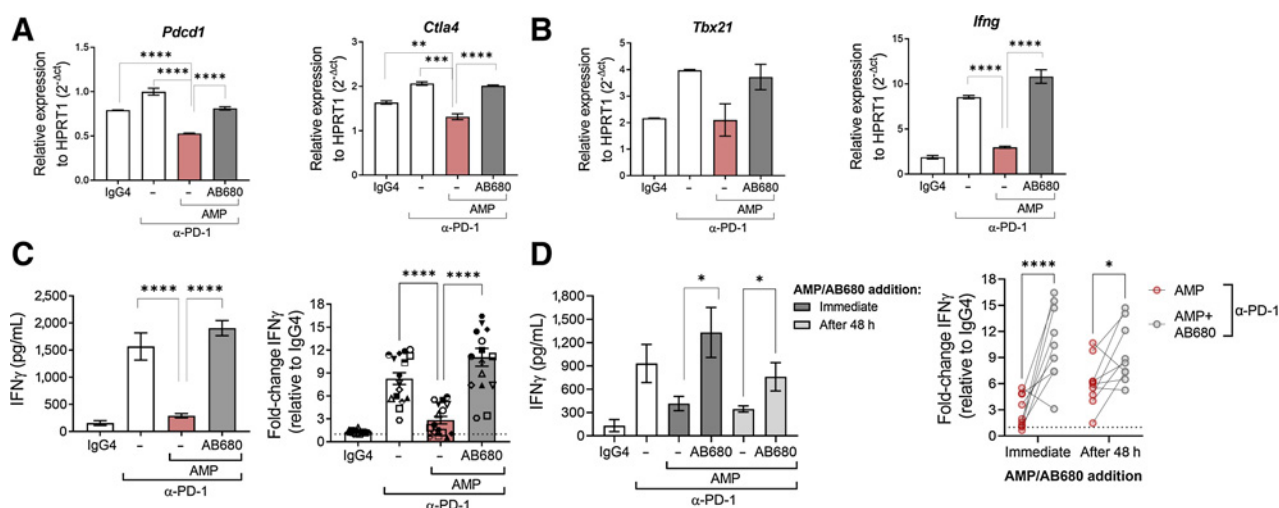 A
Pdcd1
Relative expression
to HPRT1 (2^-Δct)
1.5
1.0
0.5
0.0
**** 
****
****
IgG4 - - AB680
AMP
α-PD-1
Ctla4
Relative expression
to HPRT1 (2^-Δct)
3
2
1
0
**
***
****
IgG4 - - AB680
AMP
α-PD-1
B
Tbx21
Relative expression
to HPRT1 (2^-Δct)
6
4
2
0
IgG4 - - AB680
AMP
α-PD-1
Ifng
Relative expression
to HPRT1 (2^-Δct)
15
10
5
0
****
****
IgG4 - - AB680
AMP
α-PD-1
C
IFNγ (pg/mL)
2,500
2,000
1,500
1,000
500
0
**** ****
IgG4 - - AB680
AMP
α-PD-1
Fold-change IFNγ
(relative to IgG4)
18
15
12
9
6
3
0
**** ****
IgG4 - - AB680
AMP
α-PD-1
D
IFNγ (pg/mL)
1,800
1,500
1,200
900
600
300
0
* *
AMP/AB680 addition:
Immediate
After 48 h
IgG4 - - AB680 - AB680
AMP
α-PD-1
Fold-change IFNγ
(relative to IgG4)
18
15
12
9
6
3
0
**** *
AMP
AMP+
AB680
α-PD-1
Immediate After 48 h
AMP/AB680 addition